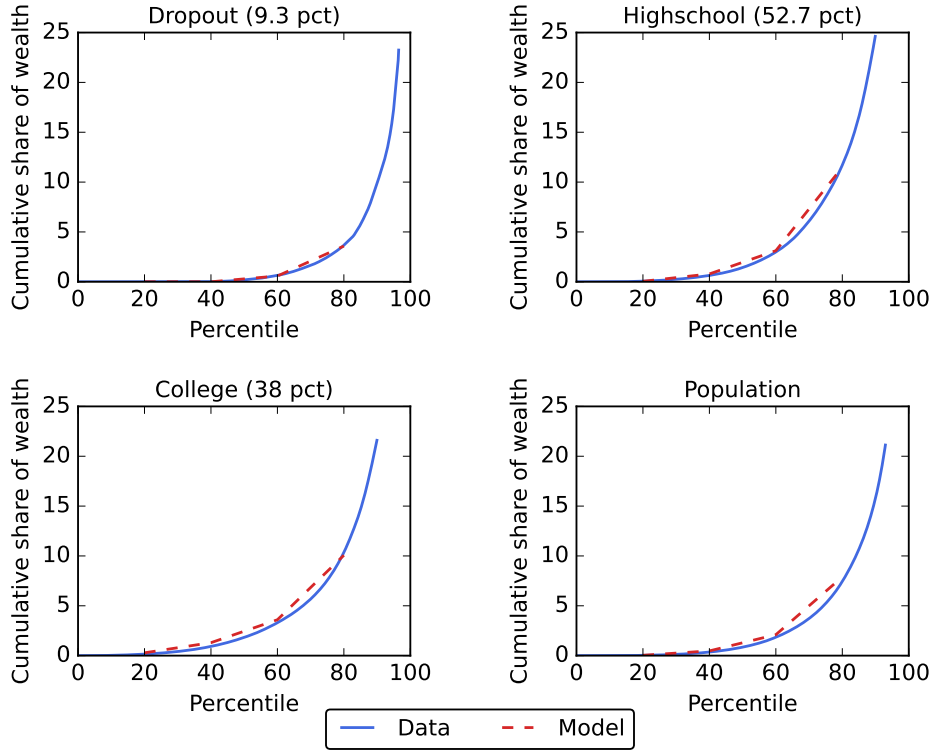 Dropout (9.3 pct)
Cumulative share of wealth
25
20
15
10
5
0
0 20 40 60 80 100
Percentile
Highschool (52.7 pct)
Cumulative share of wealth
25
20
15
10
5
0
0 20 40 60 80 100
Percentile
College (38 pct)
Cumulative share of wealth
25
20
15
10
5
0
0 20 40 60 80 100
Percentile
Population
Cumulative share of wealth
25
20
15
10
5
0
0 20 40 60 80 100
Percentile
Data Model